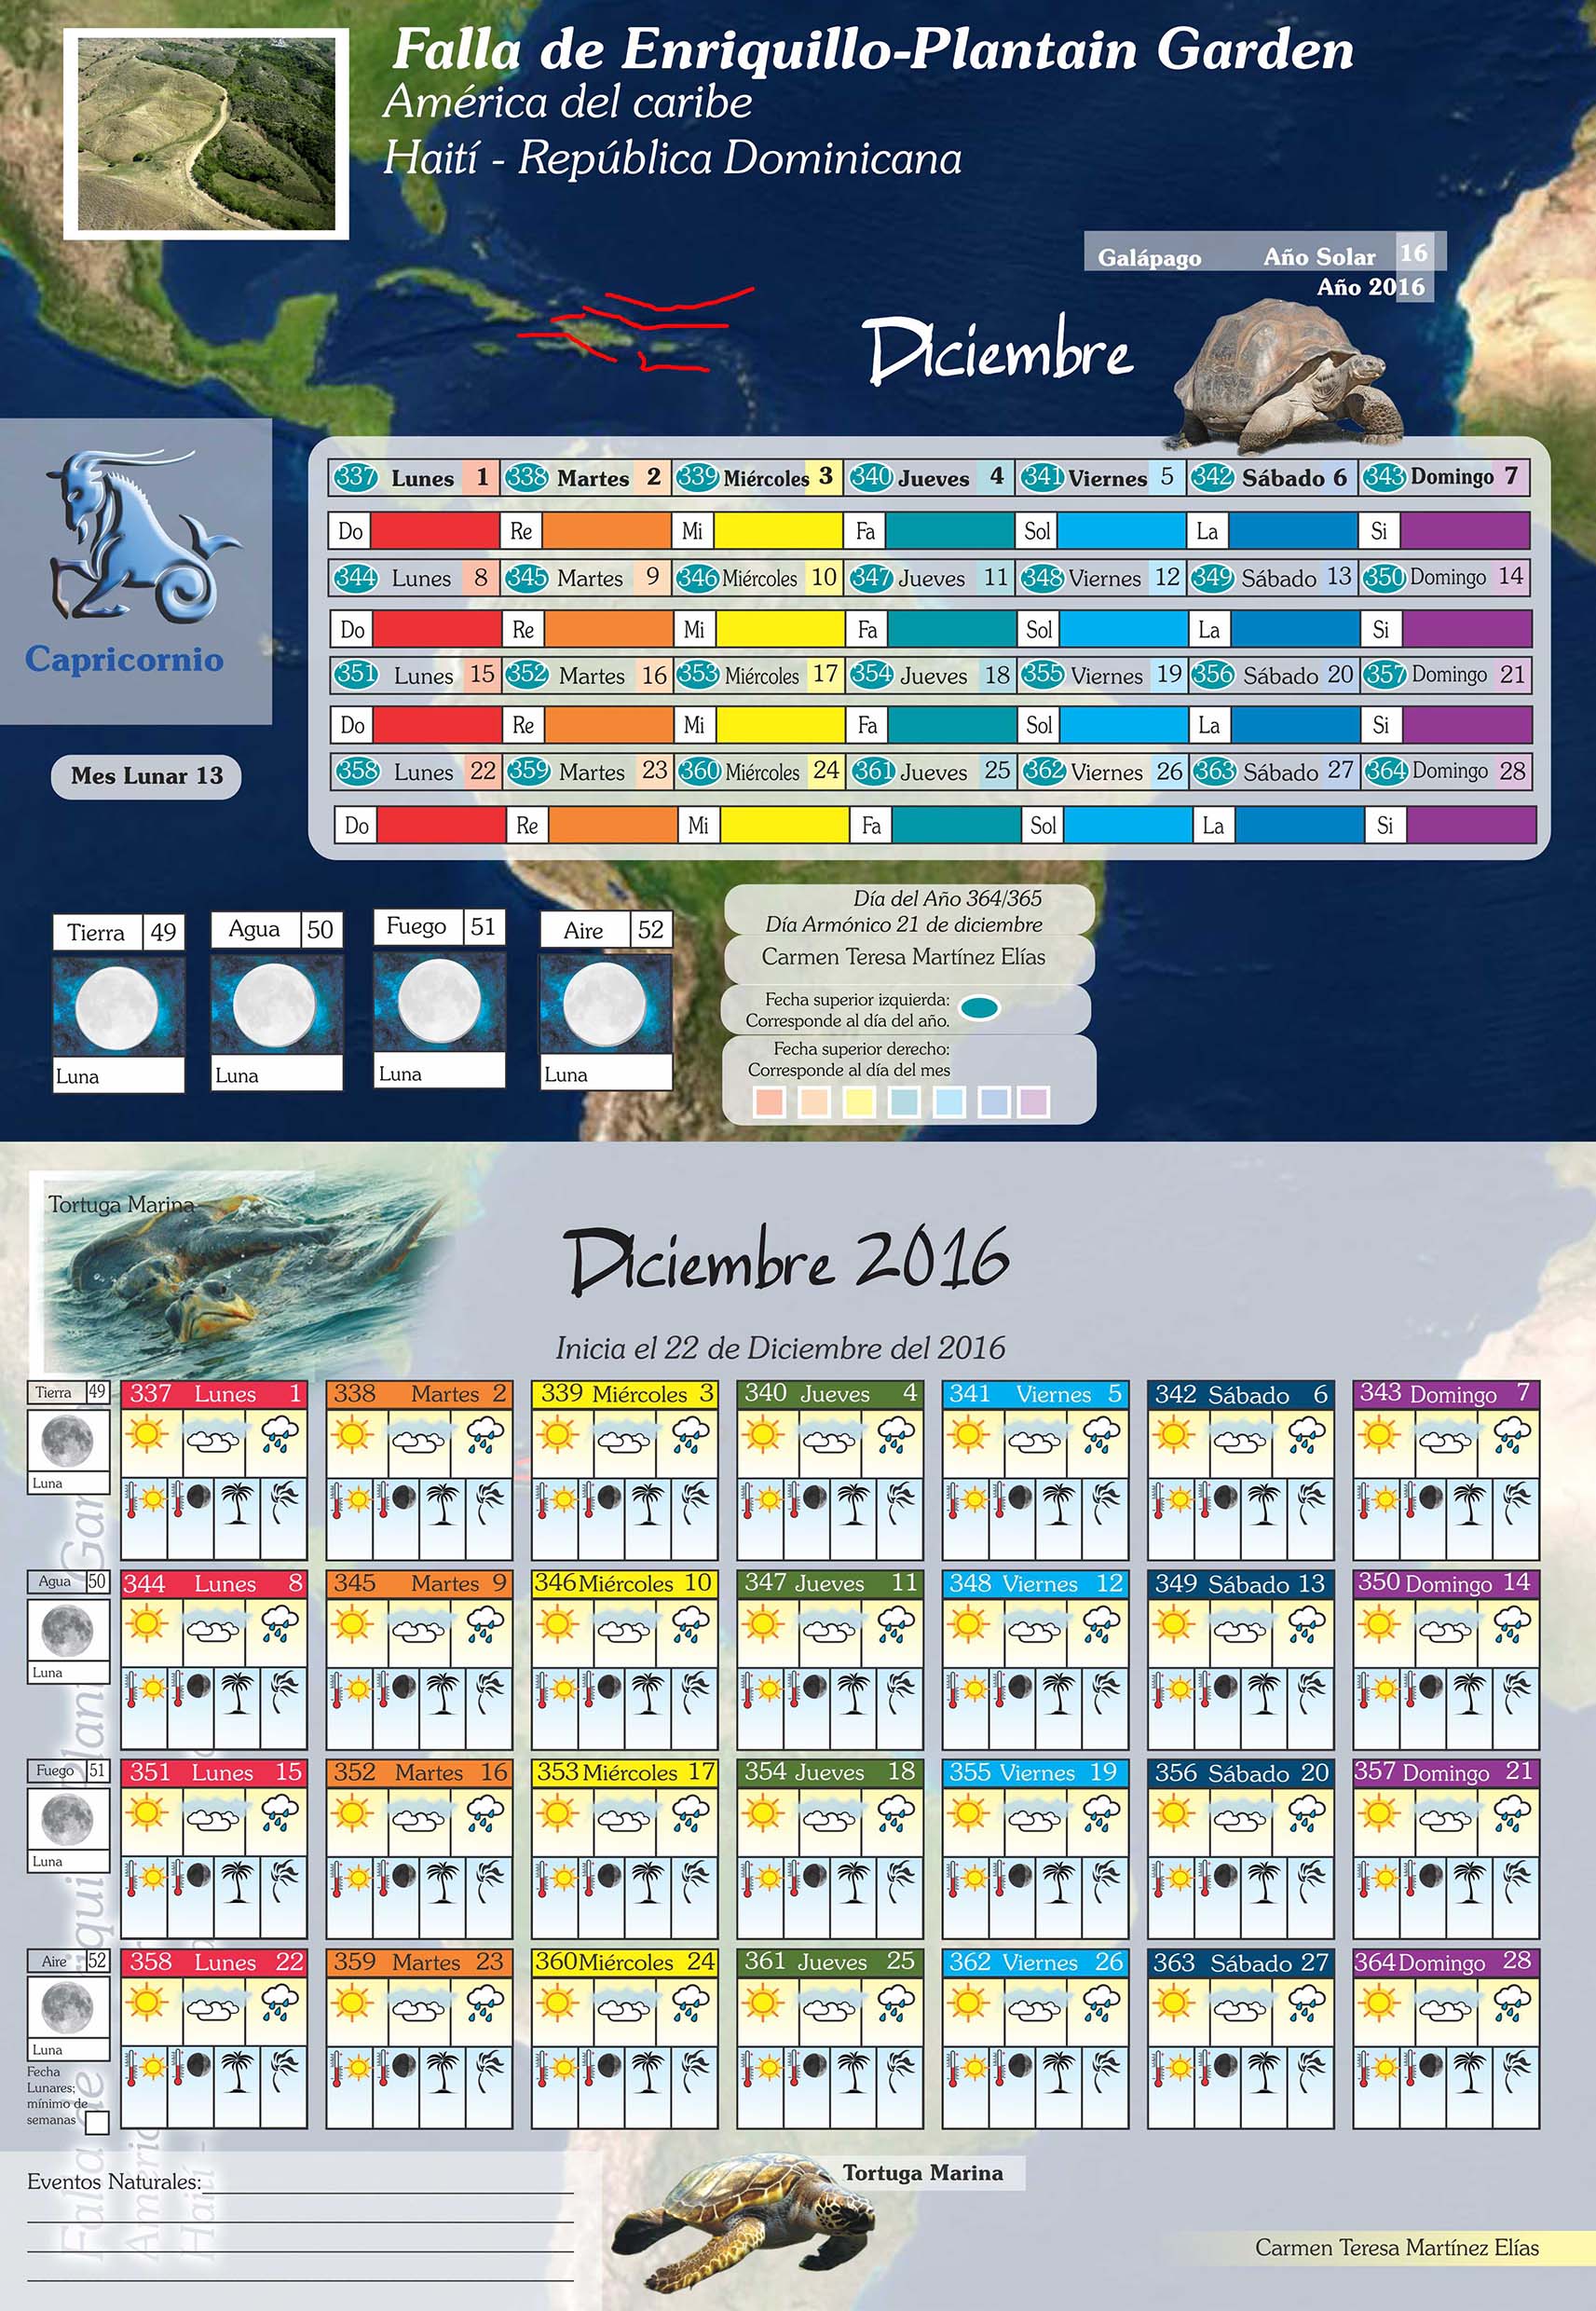 Falla de Enriquillo-Plantain Garden
América del caribe
Haití - República Dominicana
Galápago Año Solar 16
Año 2016
Diciembre
Capricornio
Mes Lunar 13
337 Lunes 1 338 Martes 2 339 Miércoles 3 340 Jueves 4 341 Viernes 5 342 Sábado 6 343 Domingo 7
Do Re Mi Fa Sol La Si
344 Lunes 8 345 Martes 9 346 Miércoles 10 347 Jueves 11 348 Viernes 12 349 Sábado 13 350 Domingo 14
Do Re Mi Fa Sol La Si
351 Lunes 15 352 Martes 16 353 Miércoles 17 354 Jueves 18 355 Viernes 19 356 Sábado 20 357 Domingo 21
Do Re Mi Fa Sol La Si
358 Lunes 22 359 Martes 23 360 Miércoles 24 361 Jueves 25 362 Viernes 26 363 Sábado 27 364 Domingo 28
Do Re Mi Fa Sol La Si
Tierra 49 Agua 50 Fuego 51 Aire 52
Luna Luna Luna Luna
Día del Año 364/365
Día Armónico 21 de diciembre
Carmen Teresa Martínez Elías
Fecha superior izquierda:
Corresponde al día del año.
Fecha superior derecho:
Corresponde al día del mes
Tortuga Marina
Diciembre 2016
Inicia el 22 de Diciembre del 2016
Tierra 49 337 Lunes 1 338 Martes 2 339 Miércoles 3 340 Jueves 4 341 Viernes 5 342 Sábado 6 343 Domingo 7
Luna
Agua 50 344 Lunes 8 345 Martes 9 346 Miércoles 10 347 Jueves 11 348 Viernes 12 349 Sábado 13 350 Domingo 14
Luna
Fuego 51 351 Lunes 15 352 Martes 16 353 Miércoles 17 354 Jueves 18 355 Viernes 19 356 Sábado 20 357 Domingo 21
Luna
Aire 52 358 Lunes 22 359 Martes 23 360 Miércoles 24 361 Jueves 25 362 Viernes 26 363 Sábado 27 364 Domingo 28
Luna
Fecha
Lunares;
mínimo de
semanas
Eventos Naturales:
Tortuga Marina
Carmen Teresa Martínez Elías